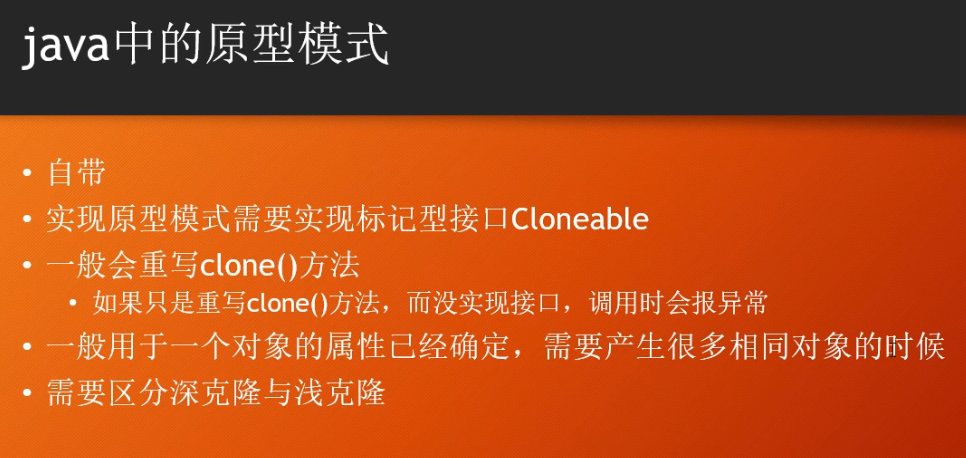 java中的原型模式
• 自带
• 实现原型模式需要实现标记型接口Cloneable
• 一般会重写clone()方法
• 如果只是重写clone()方法，而没实现接口，调用时会报异常
• 一般用于一个对象的属性已经确定，需要产生很多相同对象的时候
• 需要区分深克隆与浅克隆